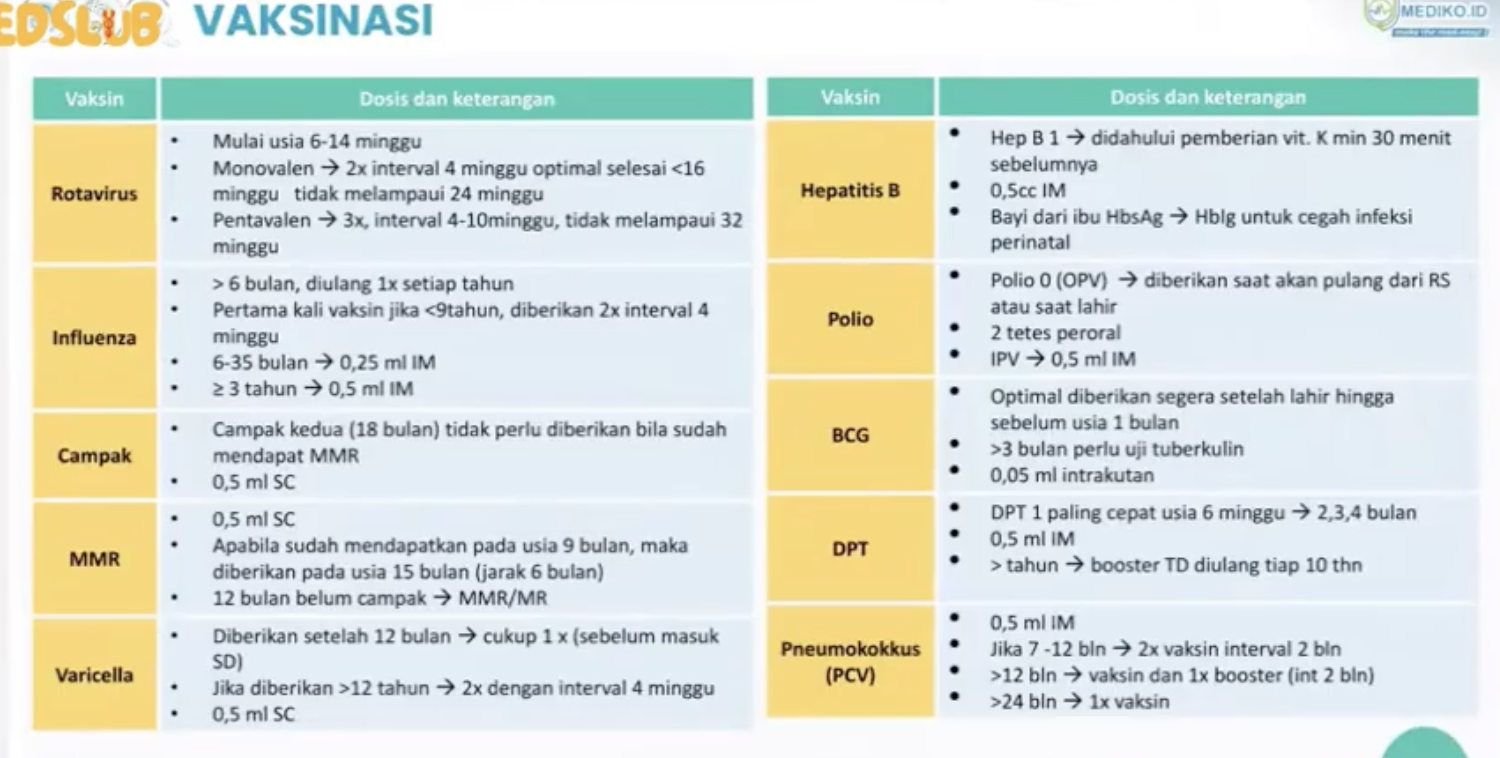 EDSLUB
VAKSINASI
MEDIKO.ID
Vaksin
Dosis dan keterangan
Rotavirus
• Mulai usia 6-14 minggu
• Monovalen → 2x interval 4 minggu optimal selesai <16
minggu tidak melampaui 24 minggu
• Pentavalen → 3x, interval 4-10minggu, tidak melampaui 32
minggu
Influenza
• > 6 bulan, diulang 1x setiap tahun
• Pertama kali vaksin jika <9tahun, diberikan 2x interval 4
minggu
• 6-35 bulan → 0,25 ml IM
• ≥ 3 tahun → 0,5 ml IM
Campak
• Campak kedua (18 bulan) tidak perlu diberikan bila sudah
mendapat MMR
• 0,5 ml SC
MMR
• 0,5 ml SC
• Apabila sudah mendapatkan pada usia 9 bulan, maka
diberikan pada usia 15 bulan (jarak 6 bulan)
• 12 bulan belum campak → MMR/MR
Varicella
• Diberikan setelah 12 bulan → cukup 1 x (sebelum masuk
SD)
• Jika diberikan >12 tahun → 2x dengan interval 4 minggu
• 0,5 ml SC
Vaksin
Dosis dan keterangan
Hepatitis B
• Hep B 1 → didahului pemberian vit. K min 30 menit
sebelumnya
• 0,5cc IM
• Bayi dari ibu HbsAg → HbIg untuk cegah infeksi
perinatal
Polio
• Polio 0 (OPV) → diberikan saat akan pulang dari RS
atau saat lahir
• 2 tetes peroral
• IPV → 0,5 ml IM
BCG
• Optimal diberikan segera setelah lahir hingga
sebelum usia 1 bulan
• >3 bulan perlu uji tuberkulin
• 0,05 ml intrakutan
DPT
• DPT 1 paling cepat usia 6 minggu → 2,3,4 bulan
• 0,5 ml IM
• > tahun → booster TD diulang tiap 10 thn
Pneumokokkus
(PCV)
• 0,5 ml IM
• Jika 7 -12 bln → 2x vaksin interval 2 bln
• >12 bln → vaksin dan 1x booster (int 2 bln)
• >24 bln → 1x vaksin